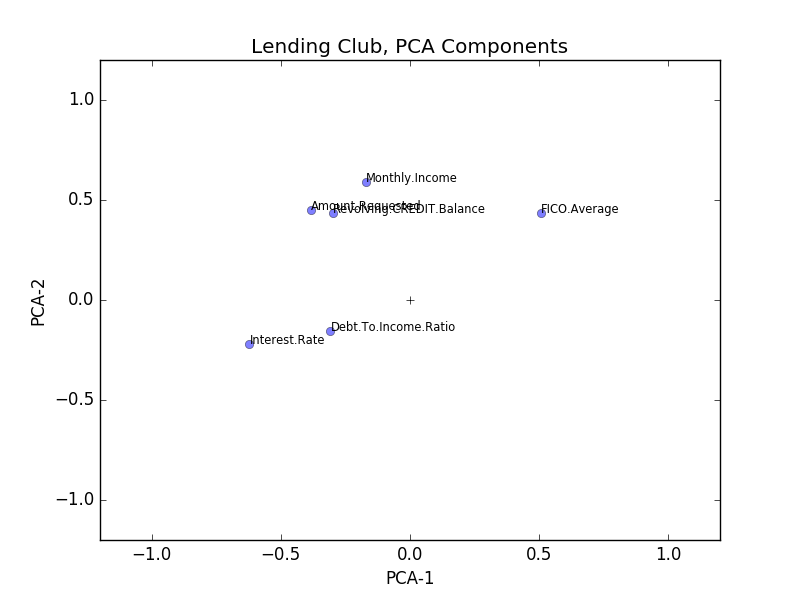 Lending Club, PCA Components
1.0
0.5
0.0
−0.5
−1.0
PCA-2
Monthly.Income
Amount.Requested
Revolving.CREDIT.Balance
FICO.Average
Debt.To.Income.Ratio
Interest.Rate
−1.0 −0.5 0.0 0.5 1.0
PCA-1